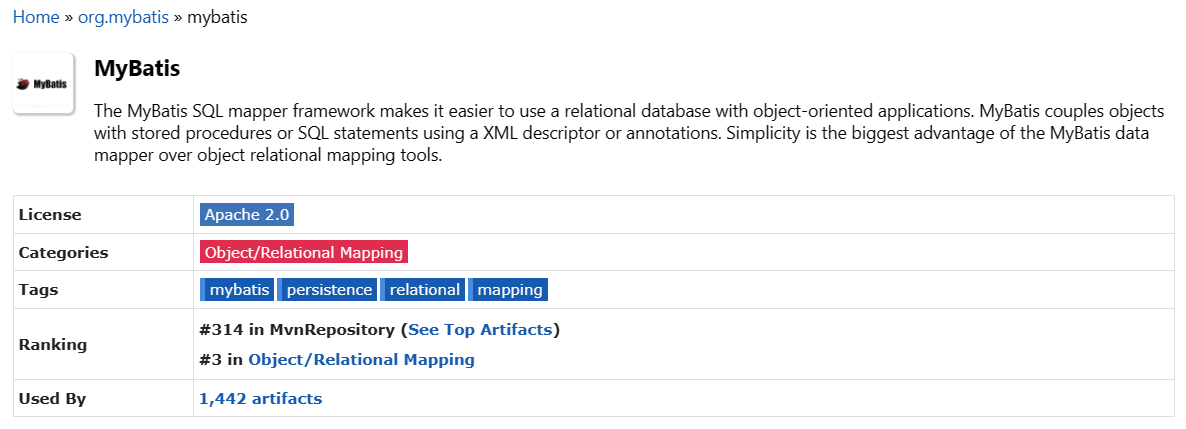 Home » org.mybatis » mybatis
MyBatis
MyBatis
The MyBatis SQL mapper framework makes it easier to use a relational database with object-oriented applications. MyBatis couples objects
with stored procedures or SQL statements using a XML descriptor or annotations. Simplicity is the biggest advantage of the MyBatis data
mapper over object relational mapping tools.
License Apache 2.0
Categories Object/Relational Mapping
Tags mybatis persistence relational mapping
Ranking #314 in MvnRepository (See Top Artifacts)
#3 in Object/Relational Mapping
Used By 1,442 artifacts